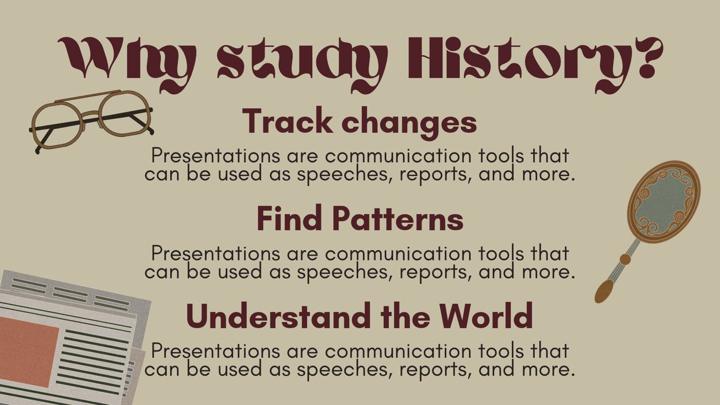 Why study History?
Track changes
Presentations are communication tools that
can be used as speeches, reports, and more.
Find Patterns
Presentations are communication tools that
can be used as speeches, reports, and more.
Understand the World
Presentations are communication tools that
can be used as speeches, reports, and more.